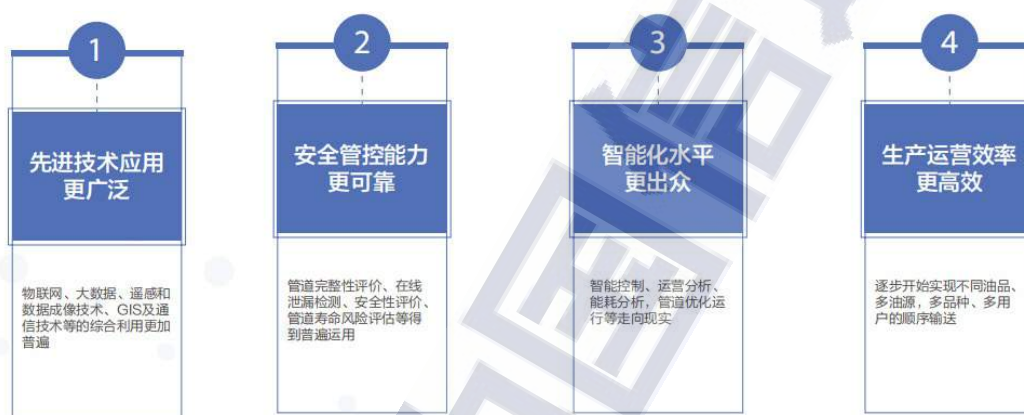 1
先进技术应用
更广泛
物联网、大数据、遥感和
数据成像技术、GIS及通
信技术等的综合利用更加
普遍
2
安全管控能力
更可靠
管道完整性评价、在线
泄漏检测、安全性评价、
管道寿命风险评估等得
到普遍运用
3
智能化水平
更出众
智能控制、运营分析、
能耗分析，管道优化运
行等走向现实
4
生产运营效率
更高效
逐步开始实现不同油品、
多油源，多品种、多用
户的顺序输送